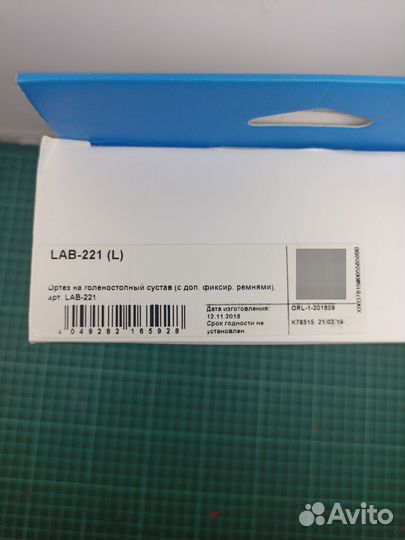 LAB-221 (L)
Ортез на голеностопный сустав (с доп. фиксир. ремнями),
арт. LAB-221
Дата изготовления:
12.11.2018
Срок годности не
установлен
ORL-1-201809
K78515 21.03.19
4 049282 165928
Avito